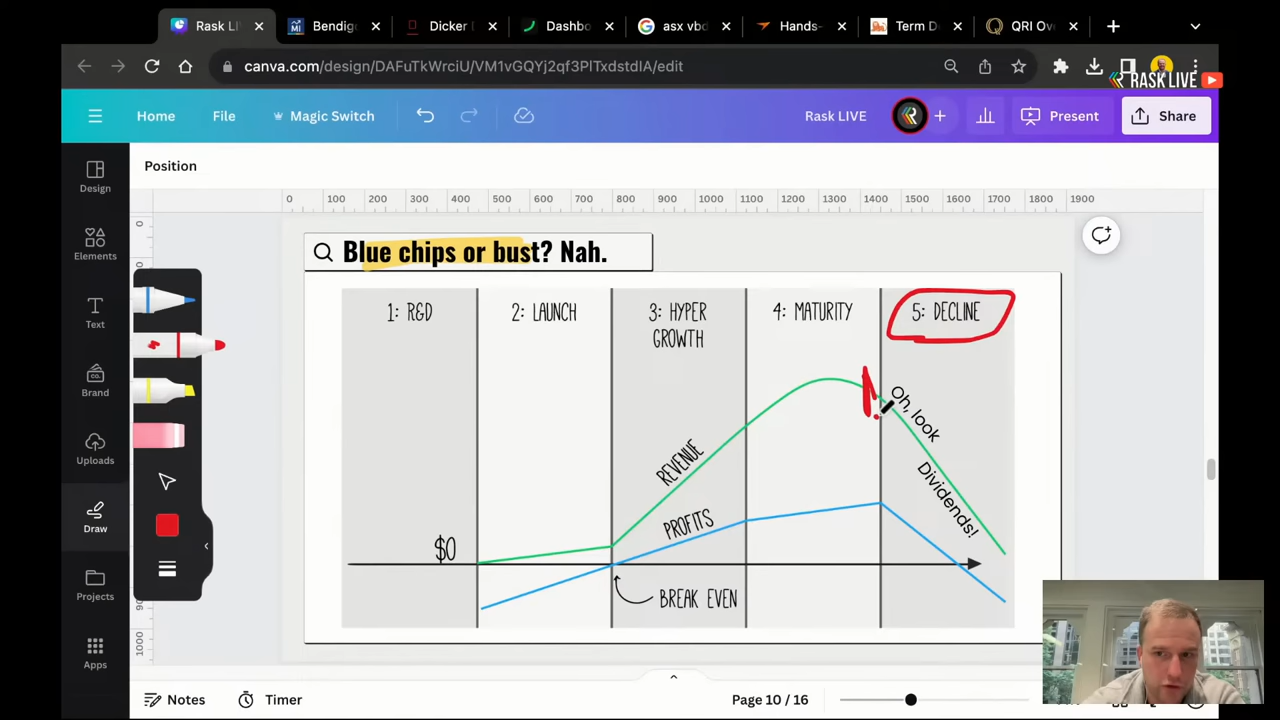 Rask LI
Bendig
Dicker
Dashbo
asx vbd
Hands-
Term D
QRI Ov
canva.com/design/DAFuTkWrciU/VM1vGQYj2qf3PITxdstdIA/edit
RASK LIVE
Home
File
Magic Switch
Rask LIVE
Present
Share
Position
Design
Elements
Text
Brand
Uploads
Draw
Projects
Apps
0 100 200 300 400 500 600 700 800 900 1000 1100 1200 1300 1400 1500 1600 1700 1800 1900
Blue chips or bust? Nah.
1: R&D
2: LAUNCH
3: HYPER
GROWTH
4: MATURITY
5: DECLINE
Oh, look
Dividends!
REVENUE
PROFITS
$0
BREAK EVEN
1000
Notes
Timer
Page 10 / 16